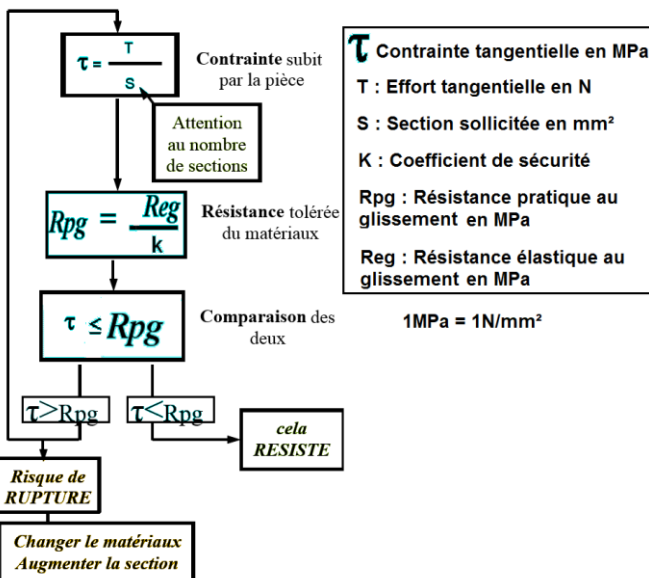 τ = T
S
Contrainte subit
par la pièce
Attention
au nombre
de sections
Rpg = Reg
k
Résistance tolérée
du matériaux
τ ≤ Rpg
Comparaison des
deux
τ>Rpg
τ<Rpg
cela
RESISTE
Risque de
RUPTURE
Changer le matériaux
Augmenter la section
τ Contrainte tangentielle en MPa
T : Effort tangentielle en N
S : Section sollicitée en mm²
K : Coefficient de sécurité
Rpg : Résistance pratique au
glissement en MPa
Reg : Résistance élastique au
glissement en MPa
1MPa = 1N/mm²